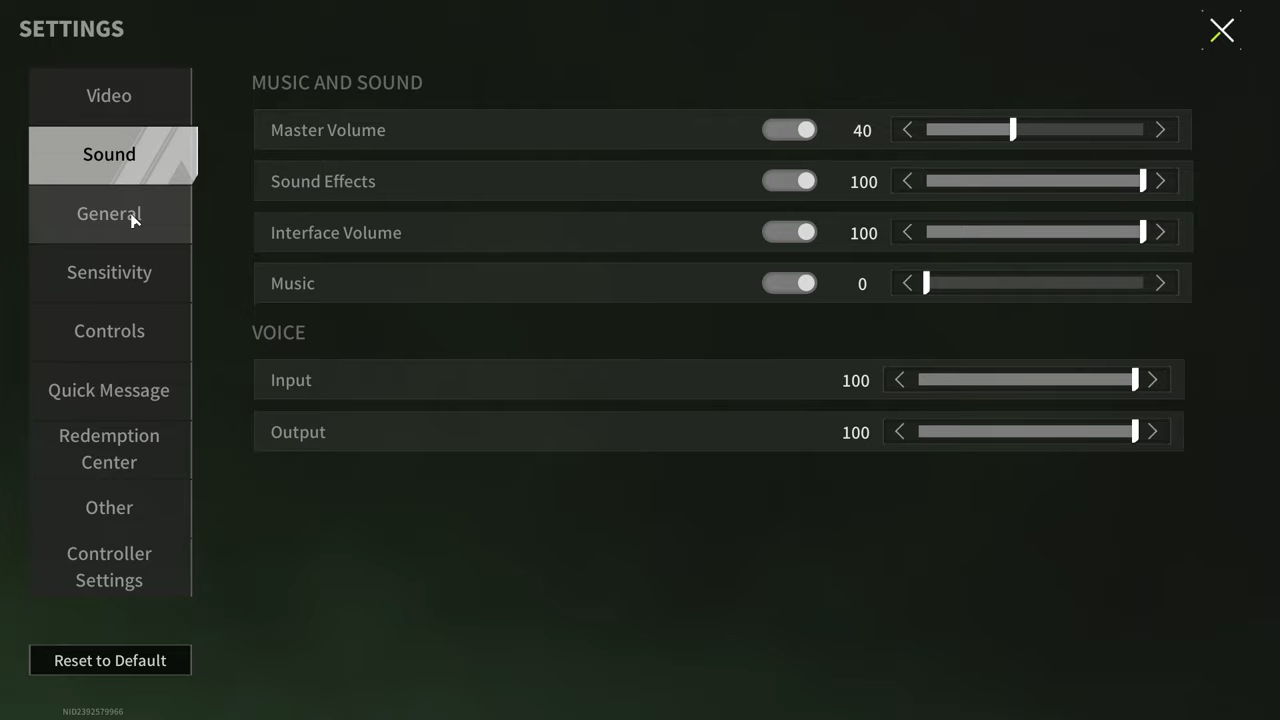 SETTINGS
Video
Sound
General
Sensitivity
Controls
Quick Message
Redemption
Center
Other
Controller
Settings
Reset to Default
NID2392579966
MUSIC AND SOUND
Master Volume 40
Sound Effects 100
Interface Volume 100
Music 0
VOICE
Input 100
Output 100